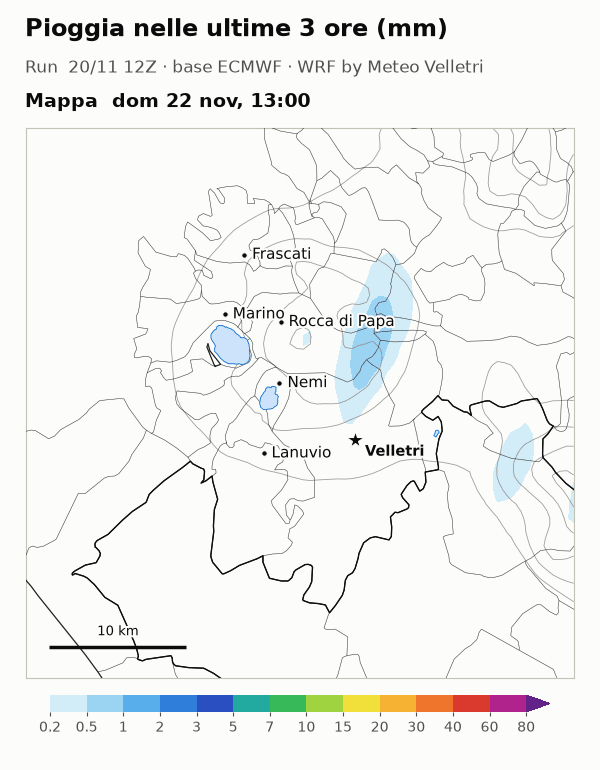 Pioggia nelle ultime 3 ore (mm)
Run  20/11 12Z · base ECMWF · WRF by Meteo Velletri
Mappa  dom 22 nov, 13:00
Frascati
Marino
Rocca di Papa
Nemi
Velletri
Lanuvio
10 km
0.2 0.5 1 2 3 5 7 10 15 20 30 40 60 80